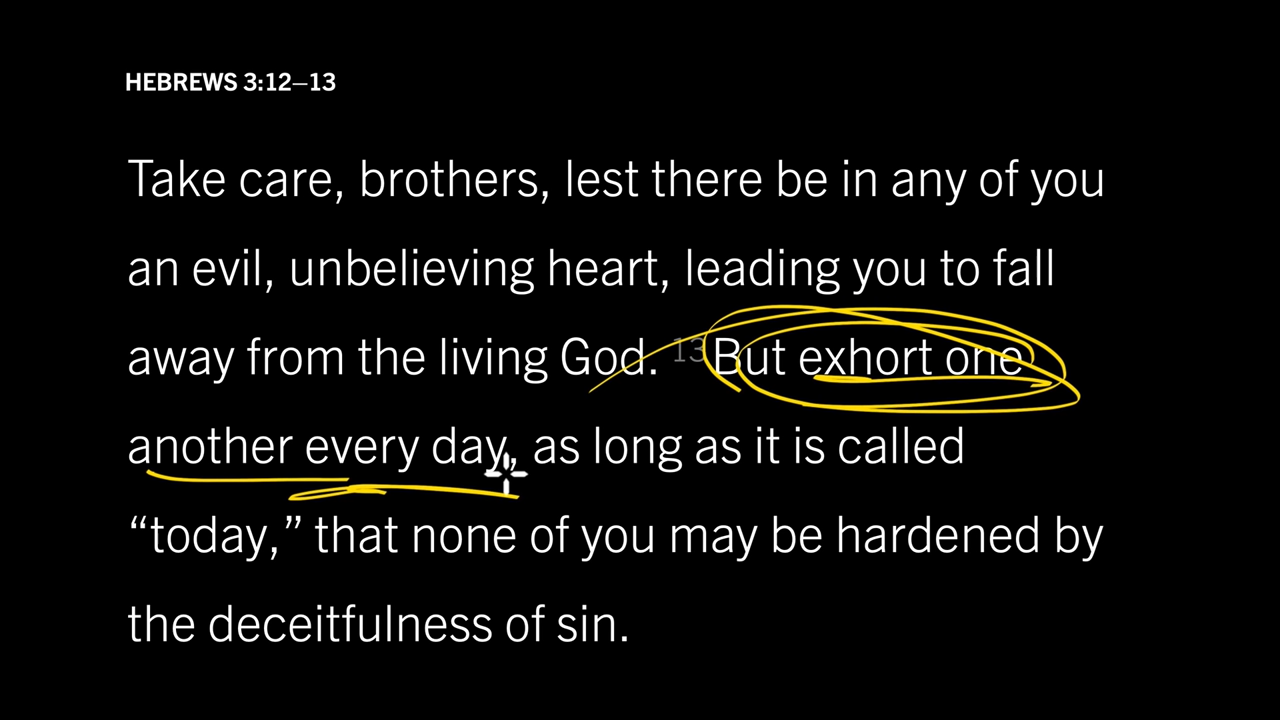 HEBREWS 3:12–13
Take care, brothers, lest there be in any of you
an evil, unbelieving heart, leading you to fall
away from the living God. 13 But exhort one
another every day, as long as it is called
“today,” that none of you may be hardened by
the deceitfulness of sin.